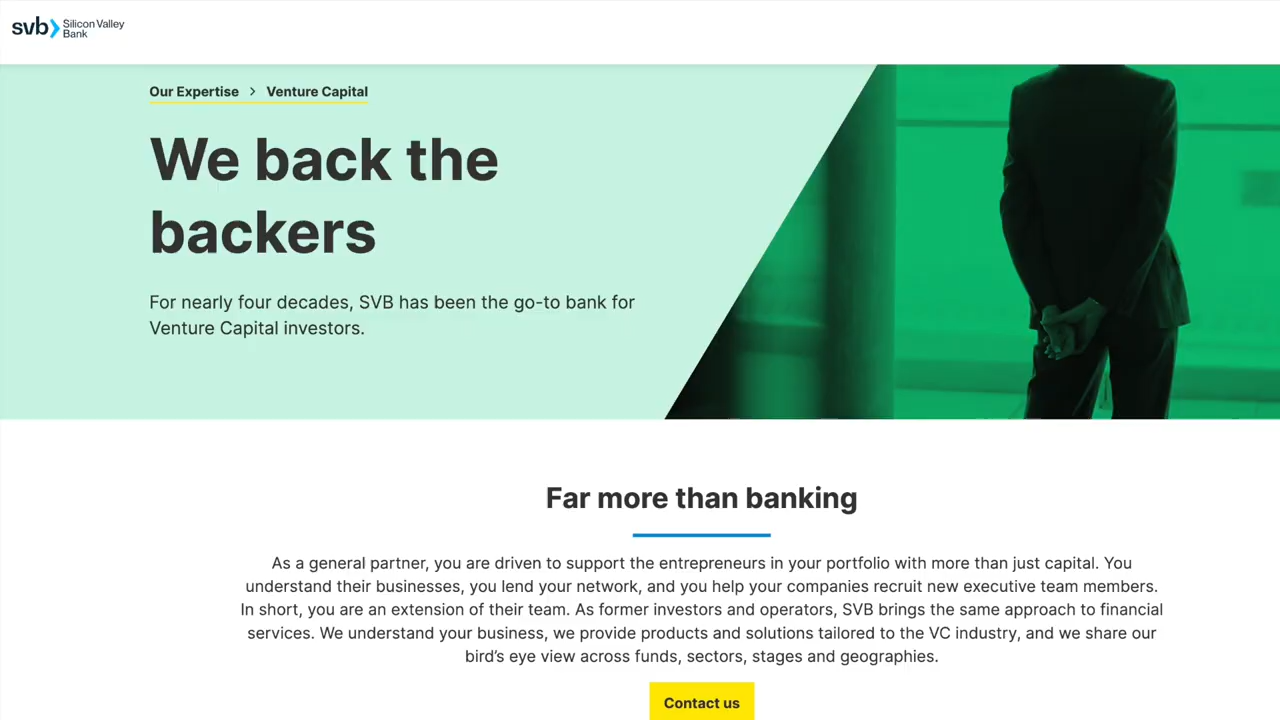 svb Silicon Valley
Bank
Our Expertise > Venture Capital
We back the
backers
For nearly four decades, SVB has been the go-to bank for
Venture Capital investors.
Far more than banking
As a general partner, you are driven to support the entrepreneurs in your portfolio with more than just capital. You
understand their businesses, you lend your network, and you help your companies recruit new executive team members.
In short, you are an extension of their team. As former investors and operators, SVB brings the same approach to financial
services. We understand your business, we provide products and solutions tailored to the VC industry, and we share our
bird’s eye view across funds, sectors, stages and geographies.
Contact us